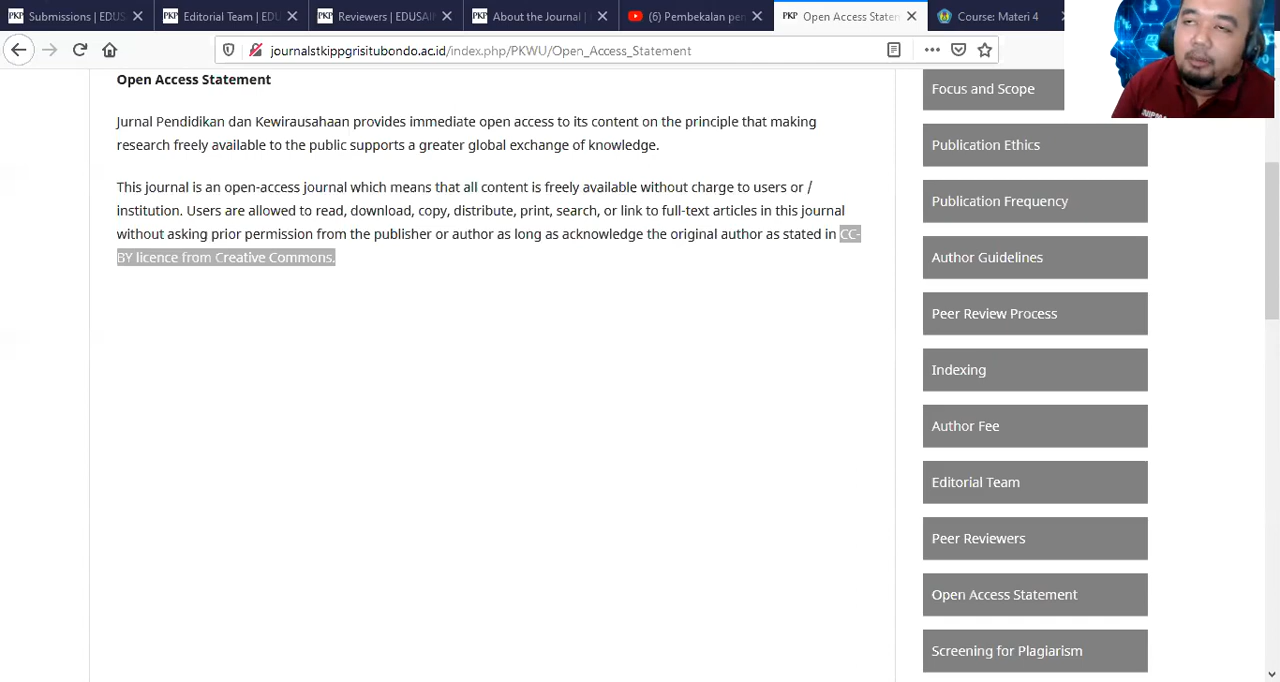 Submissions | EDUS
Editorial Team | EDU
Reviewers | EDUSAI
About the Journal |
(6) Pembekalan pe
Open Access Statem
Course: Materi 4
journalstkippgrisitubondo.ac.id/index.php/PKWU/Open_Access_Statement
Open Access Statement
Jurnal Pendidikan dan Kewirausahaan provides immediate open access to its content on the principle that making
research freely available to the public supports a greater global exchange of knowledge.
This journal is an open-access journal which means that all content is freely available without charge to users or /
institution. Users are allowed to read, download, copy, distribute, print, search, or link to full-text articles in this journal
without asking prior permission from the publisher or author as long as acknowledge the original author as stated in CC-
BY licence from Creative Commons.
Focus and Scope
Publication Ethics
Publication Frequency
Author Guidelines
Peer Review Process
Indexing
Author Fee
Editorial Team
Peer Reviewers
Open Access Statement
Screening for Plagiarism